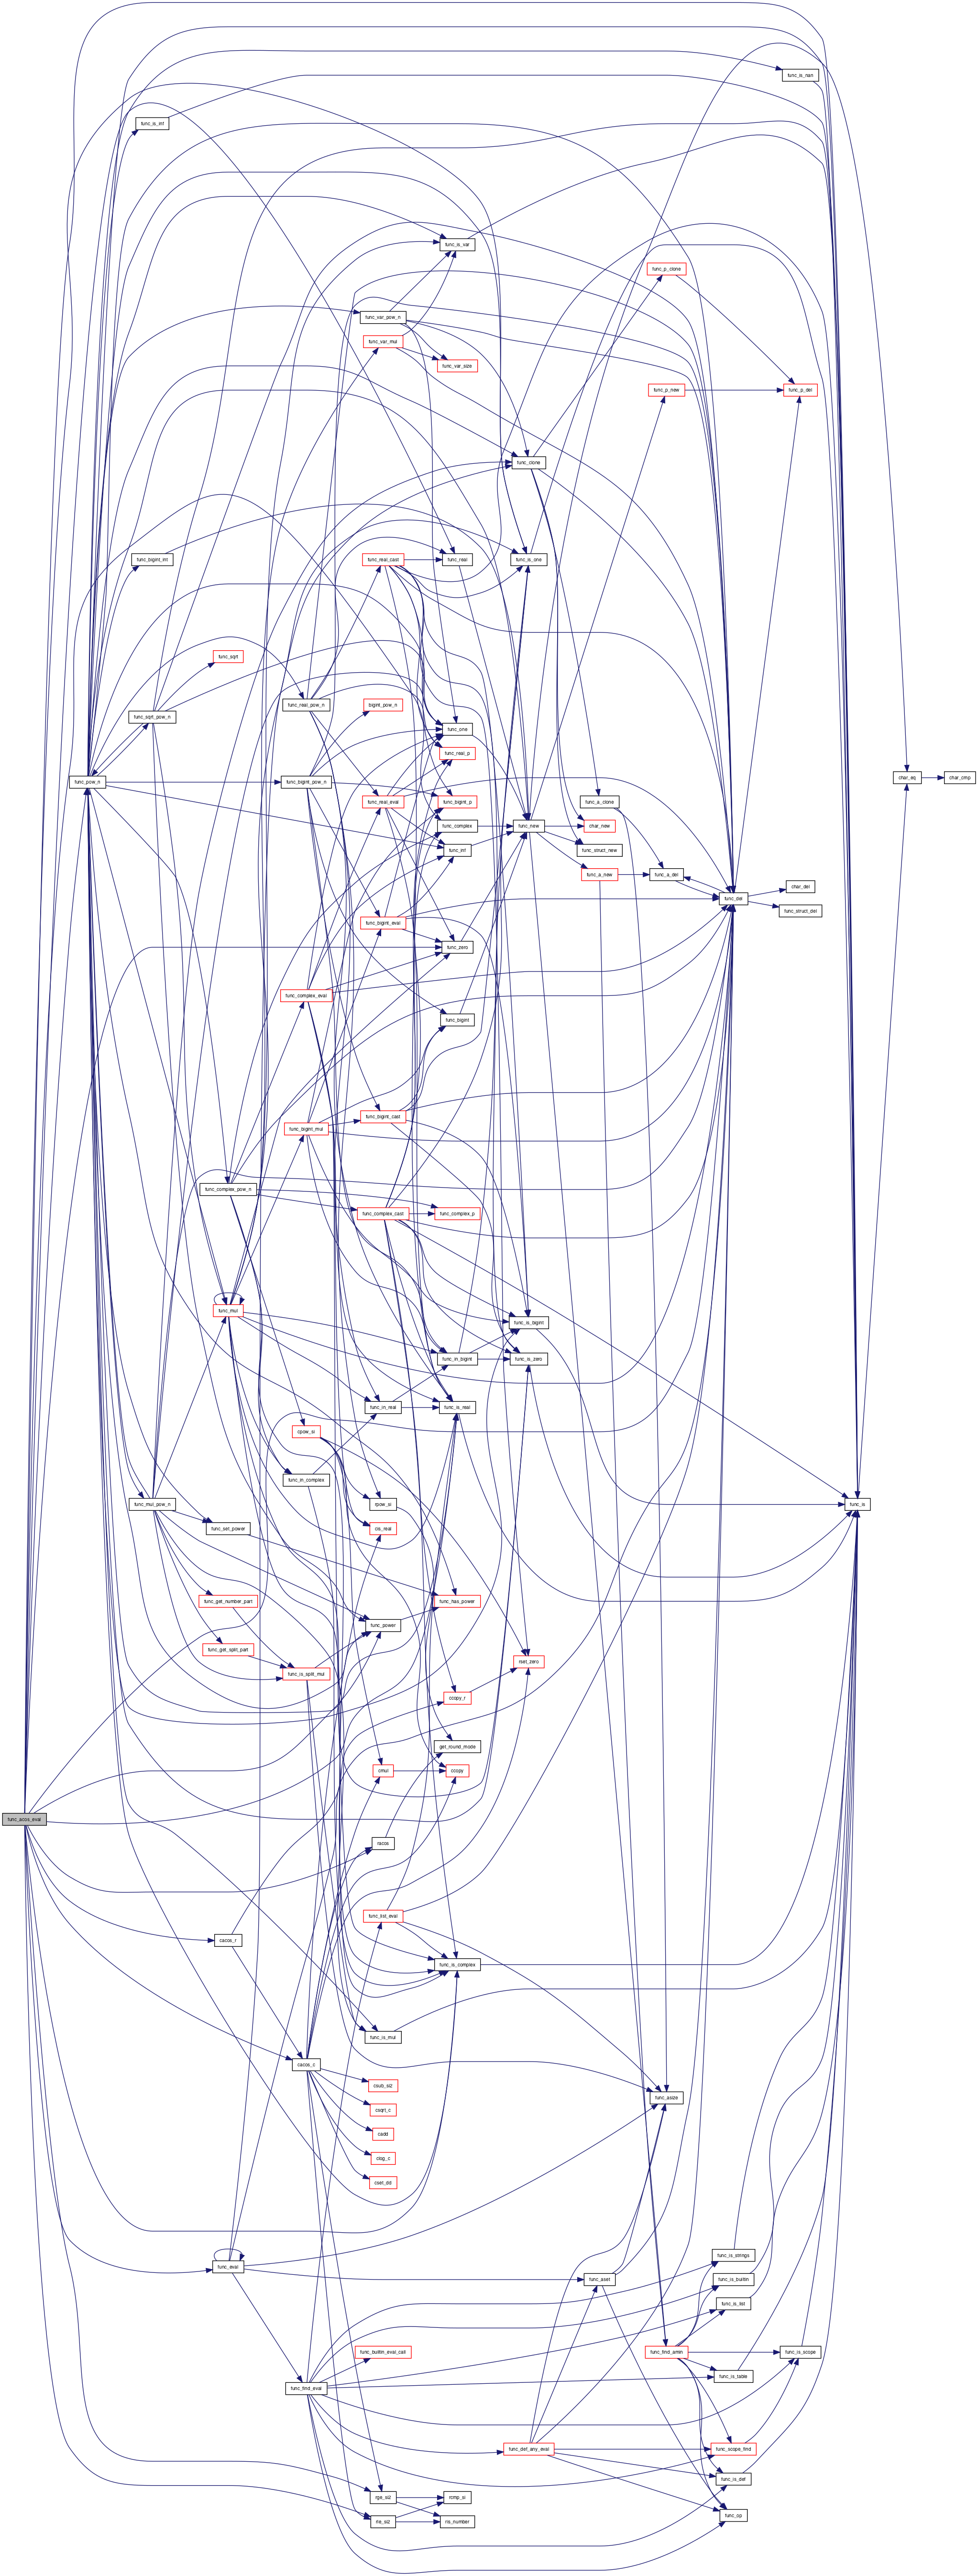 func_is_nan
func_is_inf
func_is_var
func_p_clone
func_var_pow_n
func_var_mul
func_var_size
func_p_new
func_p_del
func_clone
func_bigint_inf
func_real_cast
func_real
func_is_one
func_sqrt
func_real_pow_n
bigint_pow_n
func_sqrt_pow_n
func_one
func_real_p
func_pow_n
func_bigint_pow_n
char_eq
char_cmp
func_real_eval
func_bigint_p
func_a_clone
func_complex
func_new
char_new
func_inf
func_struct_new
func_a_new
func_a_del
char_del
func_del
func_struct_del
func_bigint_eval
func_zero
func_complex_eval
func_bigint
func_bigint_cast
func_bigint_mul
func_complex_pow_n
func_complex_cast
func_complex_p
func_mul
func_is_bigint
func_in_bigint
func_is_zero
func_in_real
func_is_real
cpow_si
func_in_complex
rpow_si
func_is
func_mul_pow_n
cis_real
func_set_power
func_get_number_part
func_has_power
func_power
func_get_split_part
func_is_split_mul
rset_zero
ccopy_r
get_round_mode
cmul
ccopy
func_acos_eval
racos
func_list_eval
cacos_r
func_is_complex
func_is_mul
cacos_c
csub_si2
func_asize
csqrt_c
cadd
clog_c
cset_dd
func_is_strings
func_eval
func_aset
func_is_builtin
func_is_list
func_builtin_eval_call
func_find_amin
func_is_scope
func_find_eval
func_is_table
func_def_any_eval
func_scope_find
func_is_def
rge_si2
rcmp_si
func_op
rle_si2
ris_number